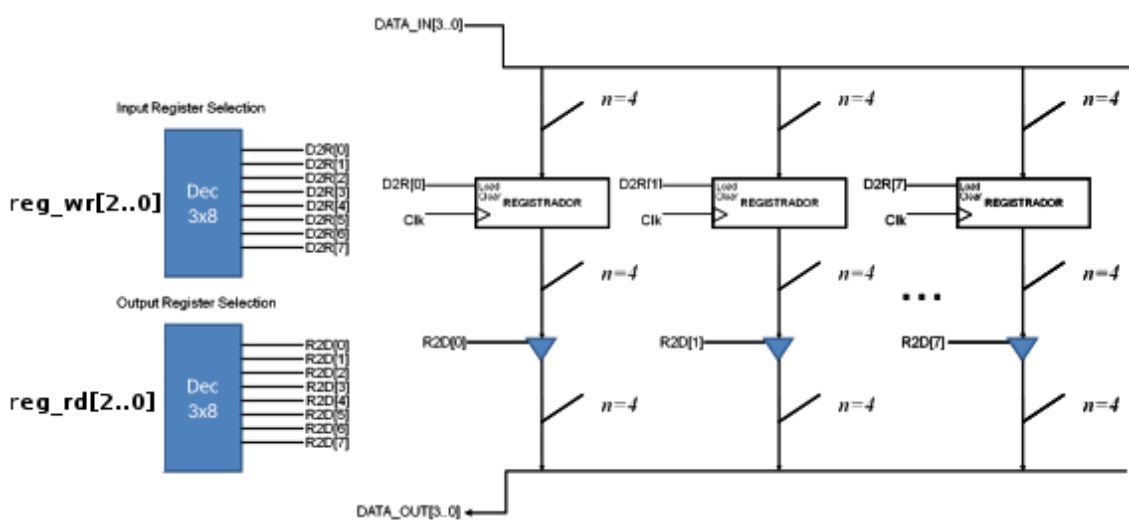 DATA_IN[3..0]
n=4
n=4
n=4
Input Register Selection
Dec
3x8
reg_wr[2..0]
D2R[0]
D2R[1]
D2R[2]
D2R[3]
D2R[4]
D2R[5]
D2R[6]
D2R[7]
D2R[0]
Load
Clear
REGISTRADOR
Clk
D2R[1]
Load
Clear
REGISTRADOR
Clk
D2R[7]
Load
Clear
REGISTRADOR
Clk
n=4
n=4
n=4
...
Output Register Selection
Dec
3x8
reg_rd[2..0]
R2D[0]
R2D[1]
R2D[2]
R2D[3]
R2D[4]
R2D[5]
R2D[6]
R2D[7]
R2D[0]
R2D[1]
R2D[7]
n=4
n=4
n=4
DATA_OUT[3..0]